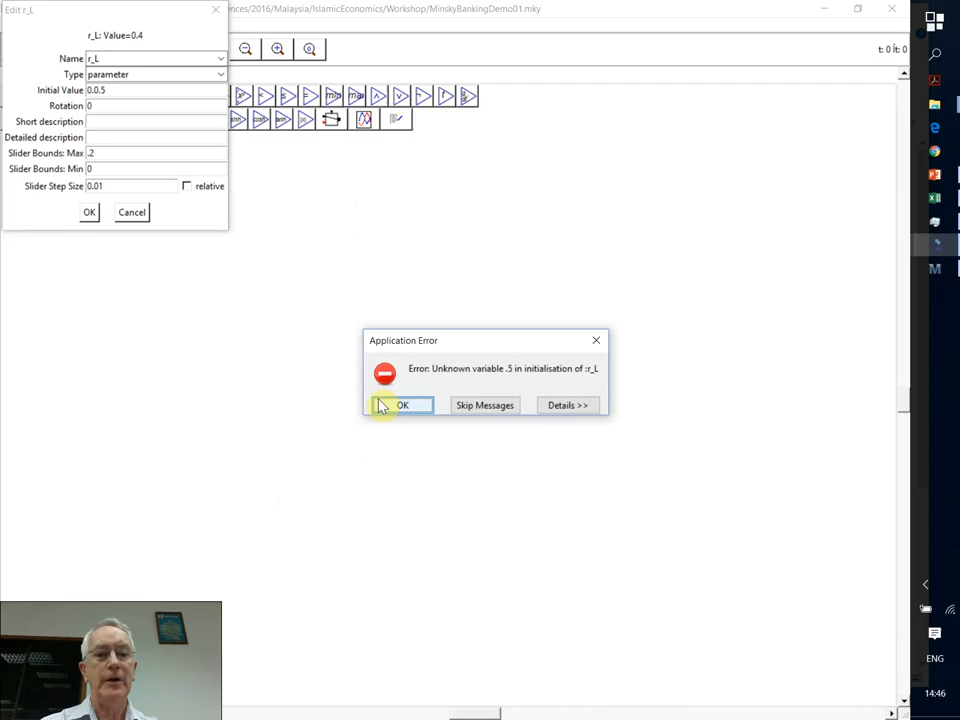 Edit r_L
ences/2016/Malaysia/IslamicEconomics/Workshop/MinskyBankingDemo01.mky
r_L: Value=0.4
Name r_L
Type parameter
Initial Value 0.0.5
Rotation 0
Short description
Detailed description
Slider Bounds: Max .2
Slider Bounds: Min 0
Slider Step Size 0.01
relative
OK
Cancel
t: 0 Δt: 0
min
Application Error
Error: Unknown variable .5 in initialisation of :r_L
OK
Skip Messages
Details >>
ENG
14:46